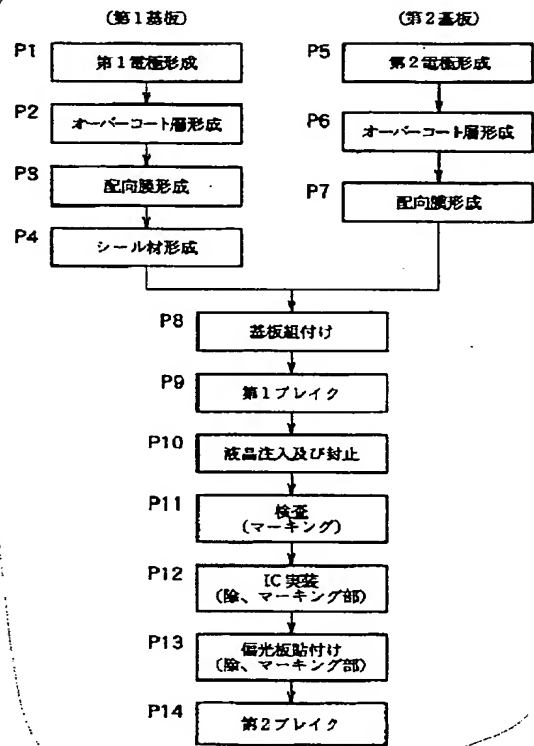 (第1基板)
P1
第1電極形成
P2
オーバーコート層形成
P3
配向膜形成
P4
シール材形成
(第2基板)
P5
第2電極形成
P6
オーバーコート層形成
P7
配向膜形成
P8
基板組付け
P9
第1ブレイク
P10
液晶注入及び封止
P11
検査
(マーキング)
P12
IC実装
(除、マーキング部)
P13
偏光板貼付け
(除、マーキング部)
P14
第2ブレイク